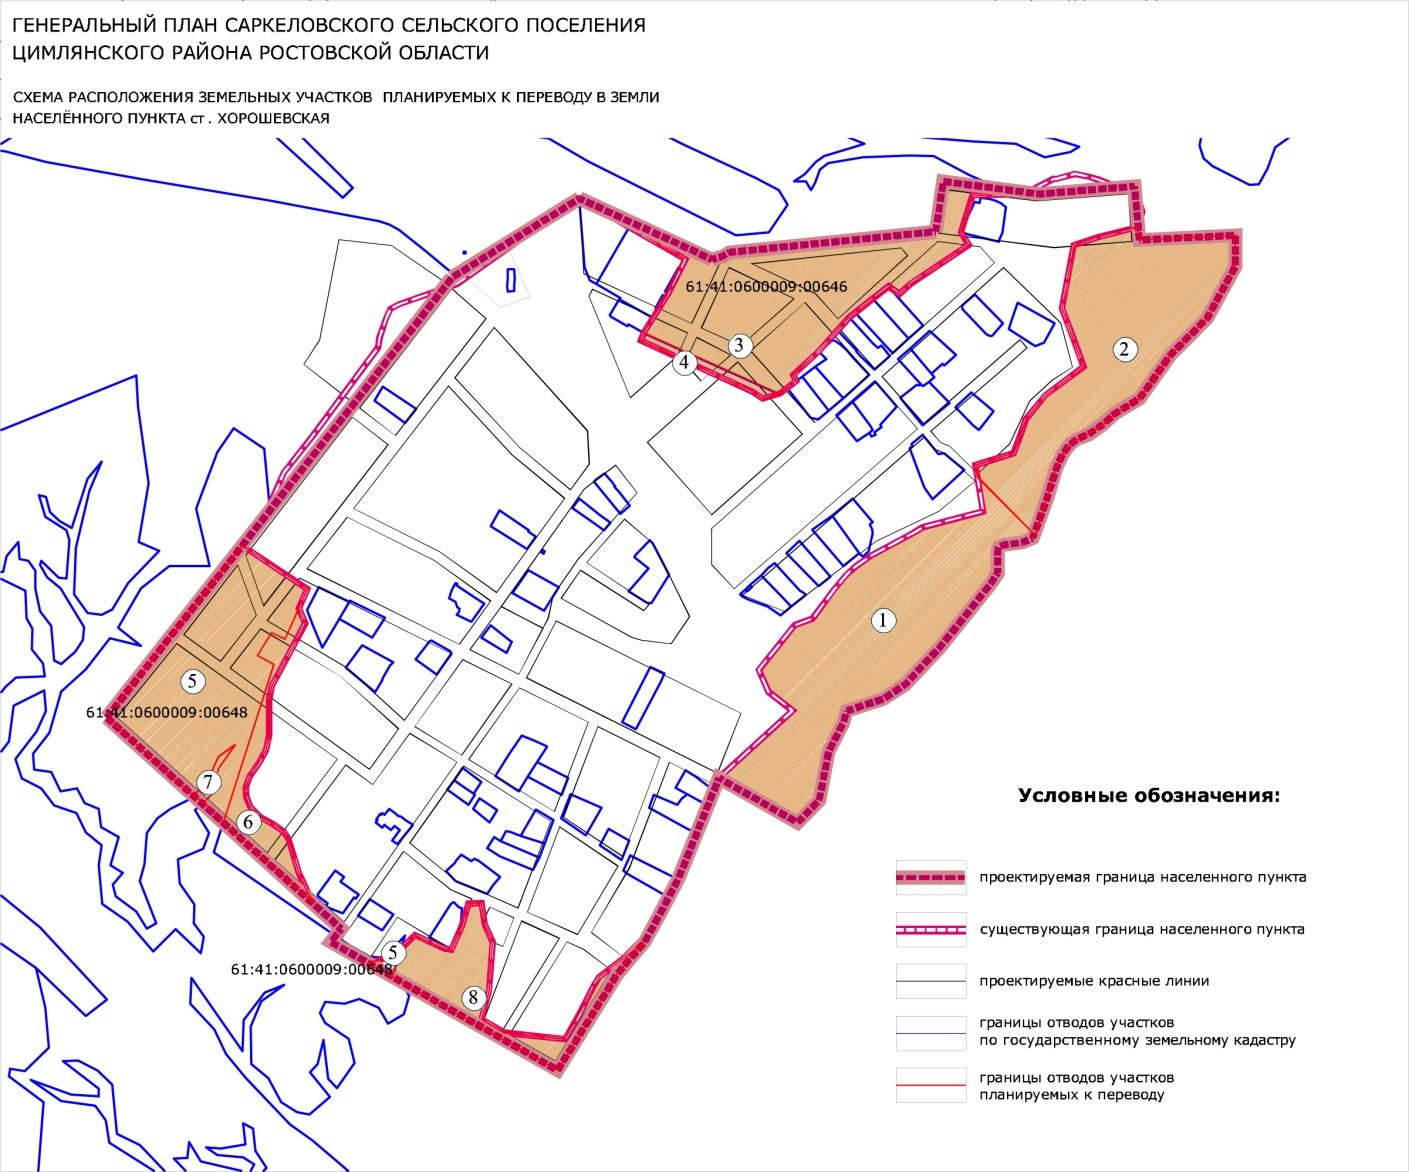 ГЕНЕРАЛЬНЫЙ ПЛАН САРКЕЛОВСКОГО СЕЛЬСКОГО ПОСЕЛЕНИЯ
ЦИМЛЯНСКОГО РАЙОНА РОСТОВСКОЙ ОБЛАСТИ
СХЕМА РАСПОЛОЖЕНИЯ ЗЕМЕЛЬНЫХ УЧАСТКОВ ПЛАНИРУЕМЫХ К ПЕРЕВОДУ В ЗЕМЛИ
НАСЕЛЁННОГО ПУНКТА ст. ХОРОШЕВСКАЯ
61:41:0600009:00646
3
4
2
1
5
61:41:0600009:00648
7
6
5
61:41:0600009:00648
8
Условные обозначения:
проектируемая граница населенного пункта
существующая граница населенного пункта
проектируемые красные линии
границы отводов участков
по государственному земельному кадастру
границы отводов участков
планируемых к переводу